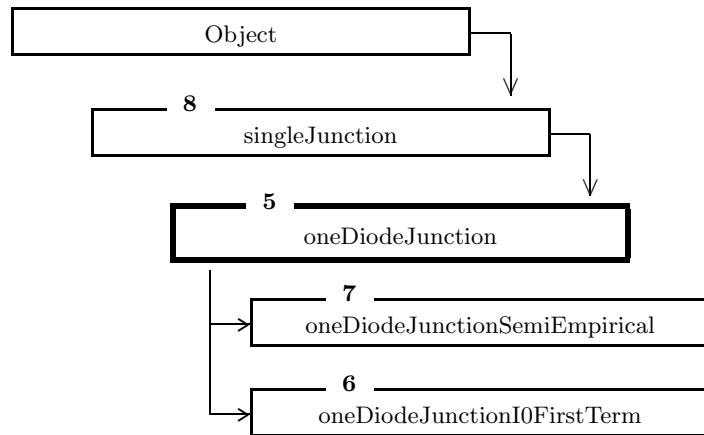 Object
8
singleJunction
5
oneDiodeJunction
7
oneDiodeJunctionSemiEmpirical
6
oneDiodeJunctionI0FirstTerm